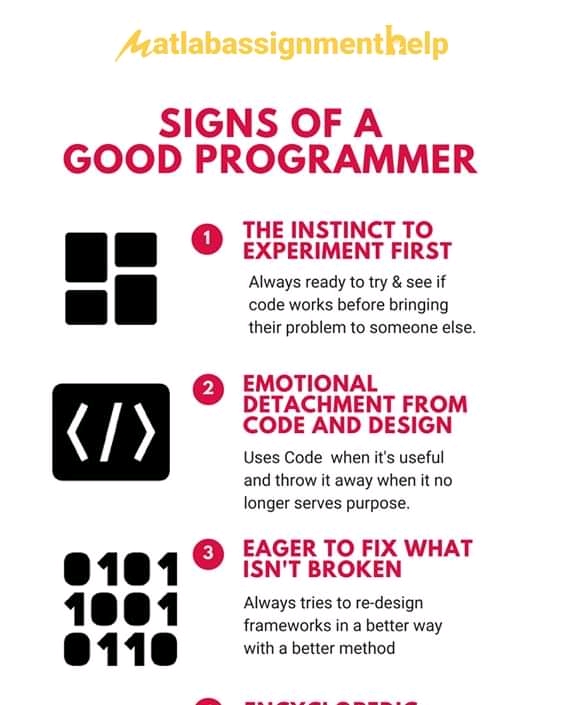 Matlabassignmenthelp
SIGNS OF A
GOOD PROGRAMMER
1
THE INSTINCT TO
EXPERIMENT FIRST
Always ready to try & see if
code works before bringing
their problem to someone else.
2
EMOTIONAL
DETACHMENT FROM
CODE AND DESIGN
Uses Code when it's useful
and throw it away when it no
longer serves purpose.
</>
3
EAGER TO FIX WHAT
ISN'T BROKEN
Always tries to re-design
frameworks in a better way
with a better method
0101
1001
0110